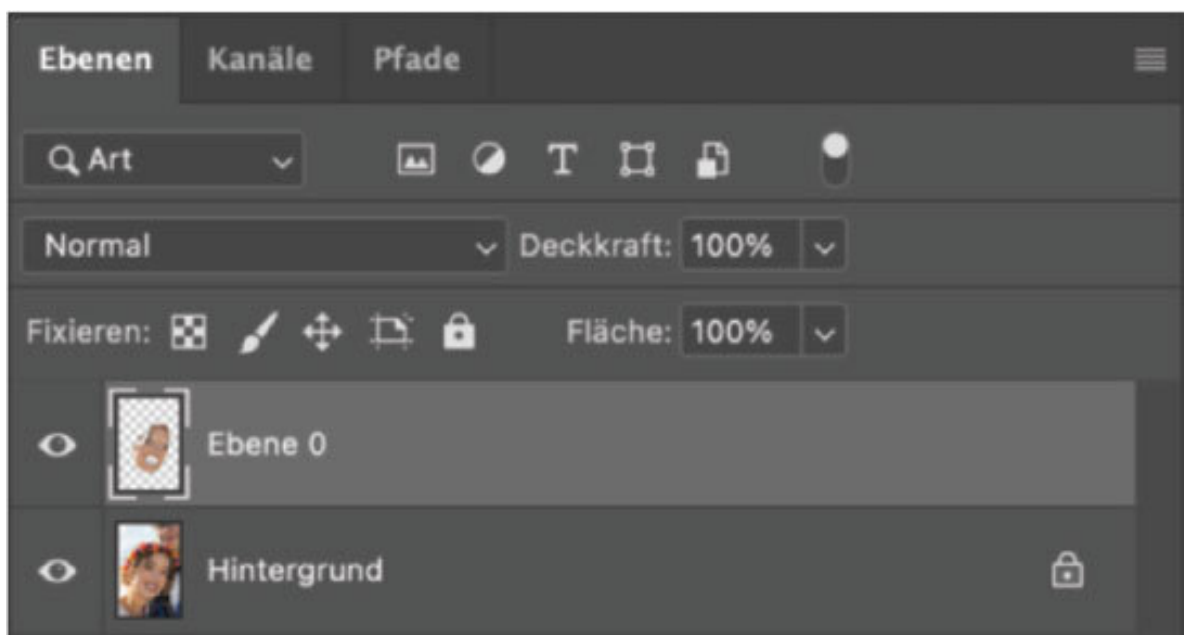 Ebenen Kanäle Pfade
Art
Normal Deckkraft: 100%
Fixieren: Fläche: 100%
Ebene 0
Hintergrund